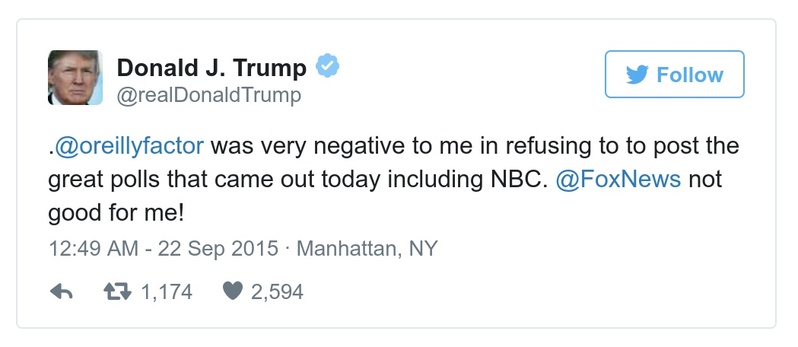 Donald J. Trump
@realDonaldTrump
Follow
.@oreillyfactor was very negative to me in refusing to to post the
great polls that came out today including NBC. @FoxNews not
good for me!
12:49 AM - 22 Sep 2015 · Manhattan, NY
1,174 2,594